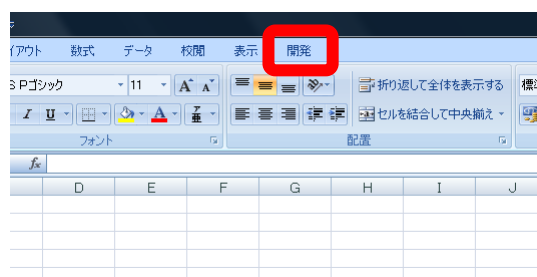 イアウト 数式 データ 校閲 表示 開発
S Pゴシック 11 A A 折り返して全体を表示する 標準
I U A セルを結合して中央揃え
フォント 配置
fx
D E F G H I J